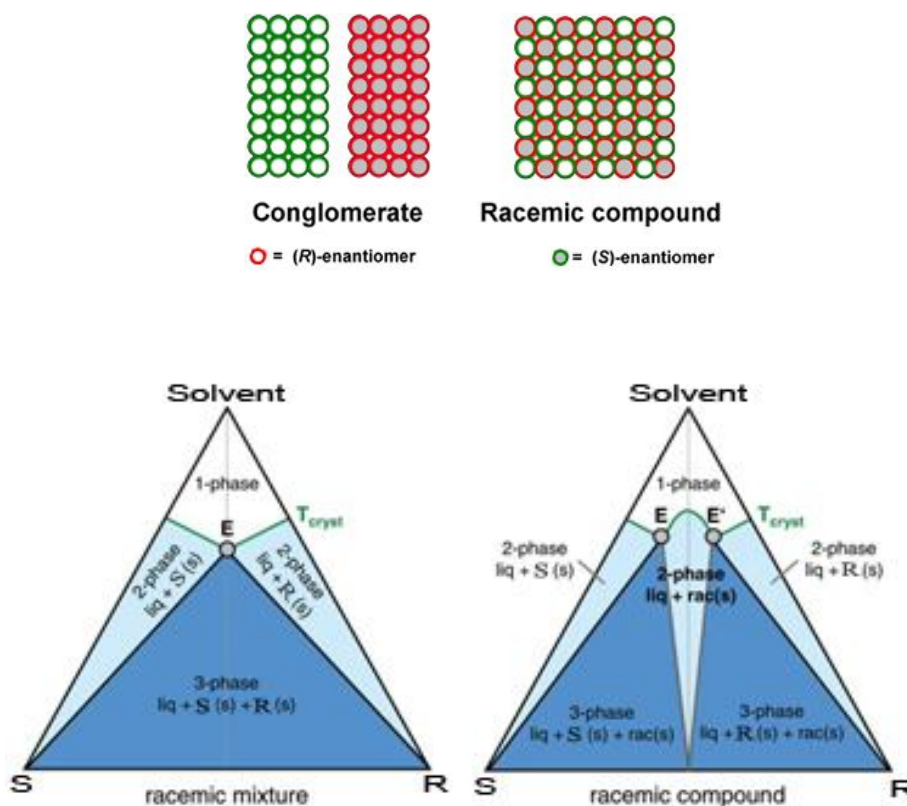 Conglomerate Racemic compound
= (R)-enantiomer = (S)-enantiomer
Solvent Solvent
1-phase 1-phase
E T_cryst E E' T_cryst
2-phase
liq + S (s)
2-phase
liq + R (s)
2-phase
liq + S (s)
2-phase
liq + rac(s)
2-phase
liq + R (s)
3-phase
liq + S (s) + R (s)
3-phase
liq + S (s) + rac(s)
3-phase
liq + R (s) + rac(s)
S R S R
racemic mixture racemic compound